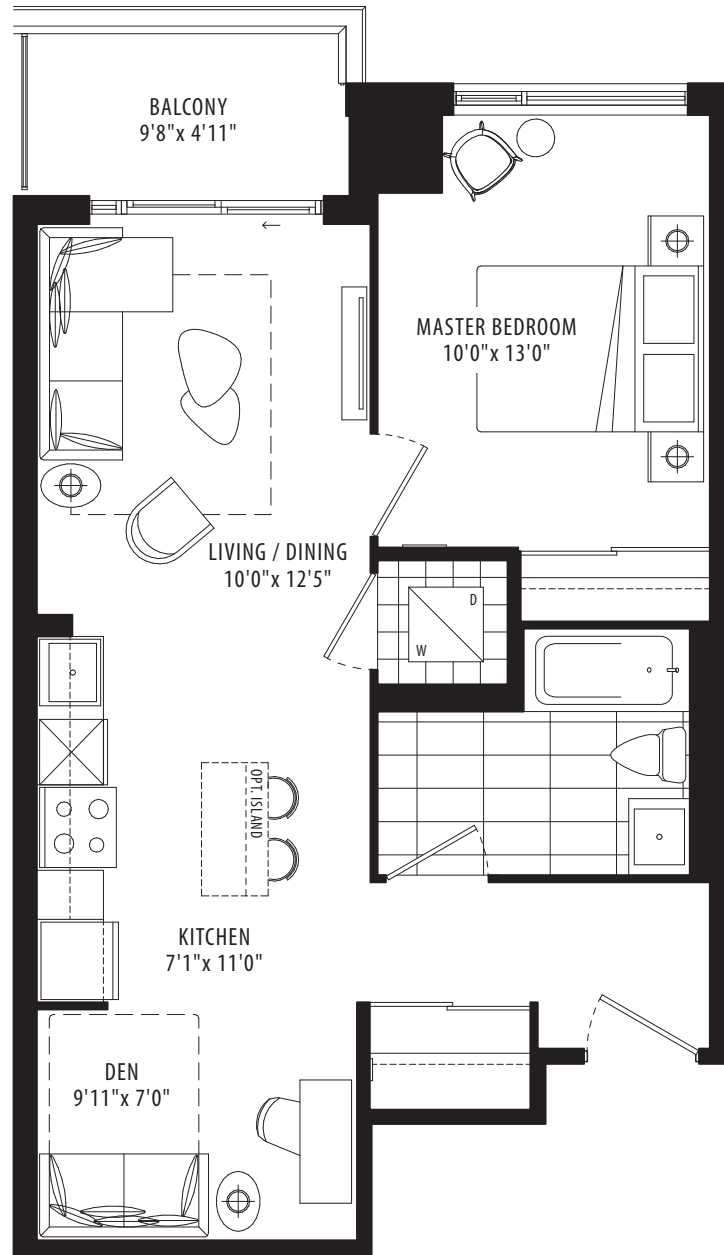 BALCONY
9'8"x 4'11"
MASTER BEDROOM
10'0"x 13'0"
LIVING / DINING
10'0"x 12'5"
D
W
OPT. ISLAND
KITCHEN
7'1"x 11'0"
DEN
9'11"x 7'0"